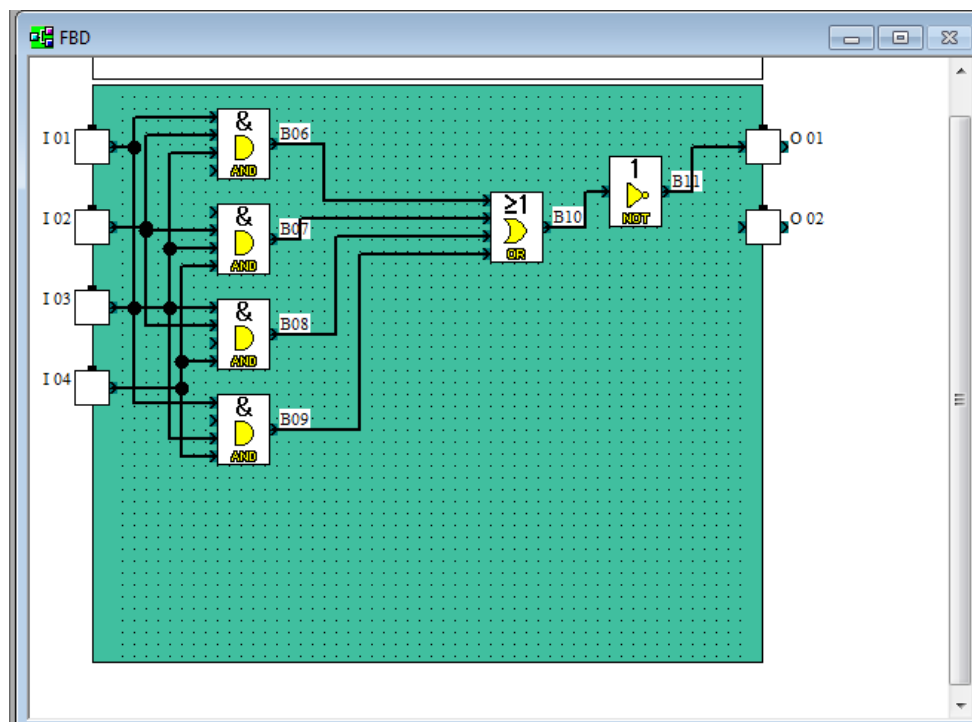 FBD
I 01
I 02
I 03
I 04
&
AND
B06
&
AND
B07
&
AND
B08
&
AND
B09
≥1
OR
B10
1
NOT
B11
O 01
O 02